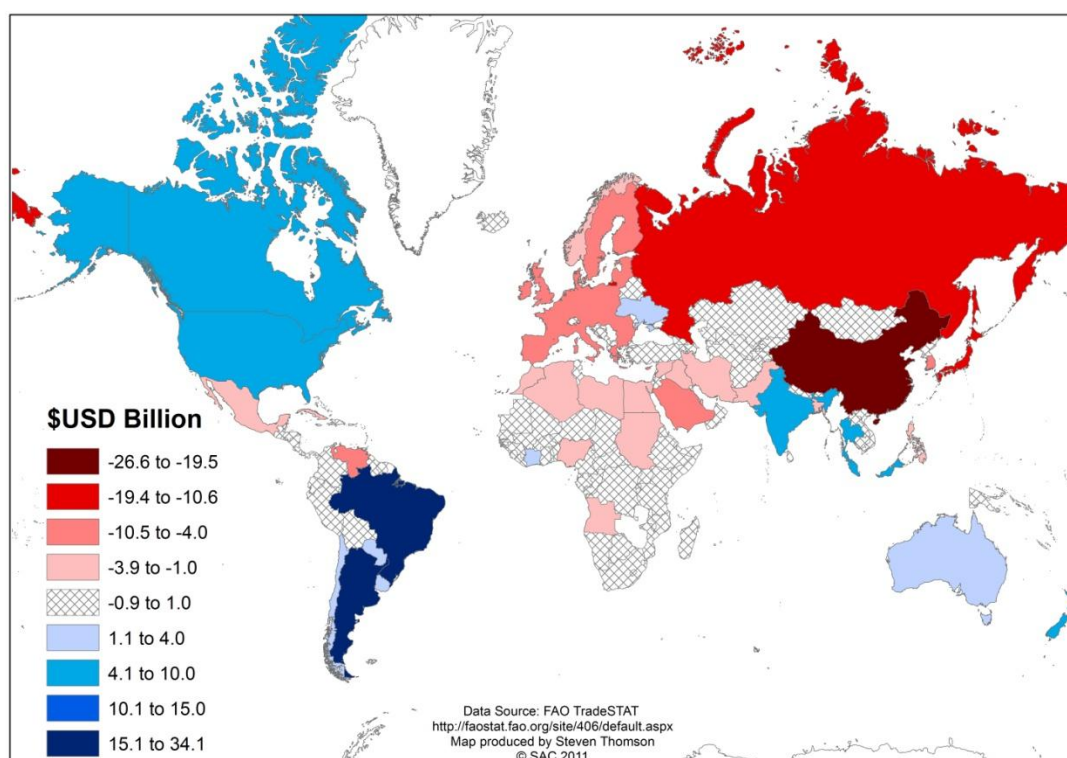 $USD Billion
-26.6 to -19.5
-19.4 to -10.6
-10.5 to -4.0
-3.9 to -1.0
-0.9 to 1.0
1.1 to 4.0
4.1 to 10.0
10.1 to 15.0
15.1 to 34.1
Data Source: FAO TradeSTAT
http://faostat.fao.org/site/406/default.aspx
Map produced by Steven Thomson
© SAC 2011